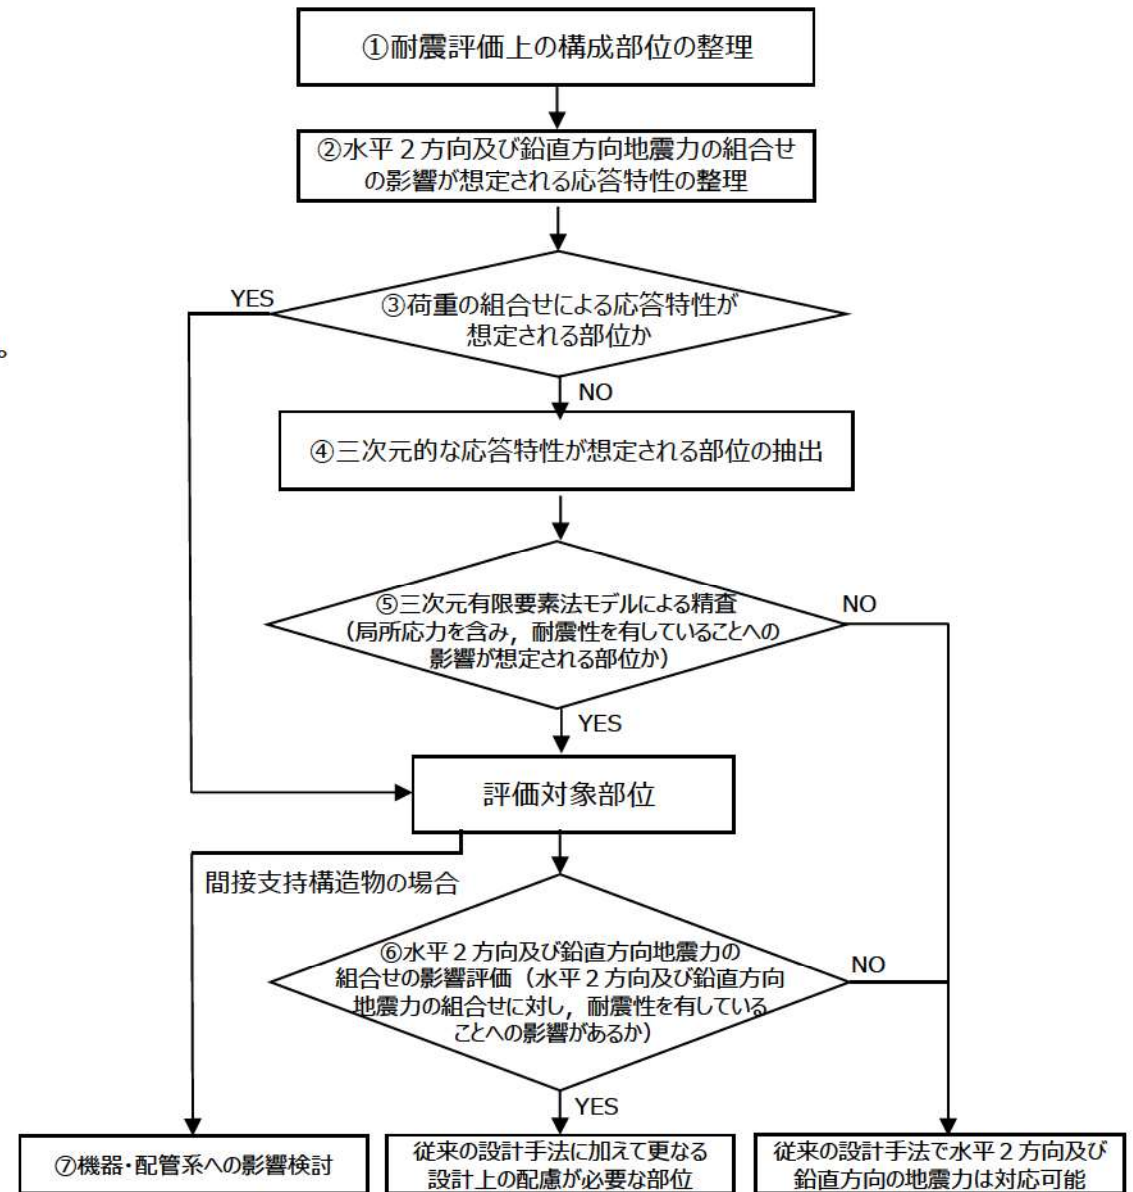 ①耐震評価上の構成部位の整理
②水平２方向及び鉛直方向地震力の組合せ
の影響が想定される応答特性の整理
YES
③荷重の組合せによる応答特性が
想定される部位か
。
NO
④三次元的な応答特性が想定される部位の抽出
⑤三次元有限要素法モデルによる精査
（局所応力を含み，耐震性を有していることへの
影響が想定される部位か）
NO
YES
評価対象部位
間接支持構造物の場合
⑥水平２方向及び鉛直方向地震力の
組合せの影響評価（水平２方向及び鉛直方向
地震力の組合せに対し，耐震性を有している
ことへの影響があるか）
NO
YES
⑦機器・配管系への影響検討
従来の設計手法に加えて更なる
設計上の配慮が必要な部位
従来の設計手法で水平２方向及び
鉛直方向の地震力は対応可能